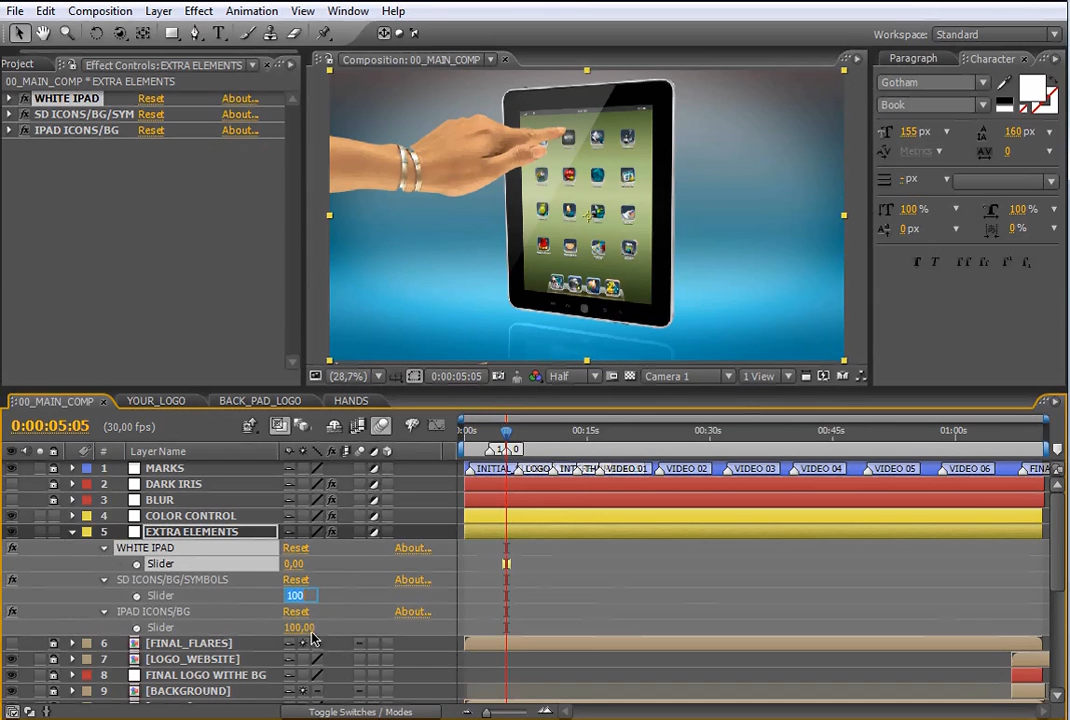 File Edit Composition Layer Effect Animation View Window Help
Workspace: Standard
Project Effect Controls: EXTRA ELEMENTS
Composition: 00_MAIN_COMP
Paragraph Character
00_MAIN_COMP * EXTRA ELEMENTS
WHITE IPAD Reset About...
SD ICONS/BG/SYM Reset About...
IPAD ICONS/BG Reset About...
Gotham
Book
155 px 160 px
Metrics 0
- px
100 % 100 %
0 px 0 %
T T TT Tт T¹ T₁
(28,7%) 0:00:05:05 Half Camera 1 1 View
00_MAIN_COMP YOUR_LOGO BACK_PAD_LOGO HANDS
0:00:05:05 (30,00 fps)
:00s 00:15s 00:30s 00:45s 01:00s
# Layer Name
1 MARKS INITIAL LOGO INT TH VIDEO 01 VIDEO 02 VIDEO 03 VIDEO 04 VIDEO 05 VIDEO 06 FINA
2 DARK IRIS
3 BLUR
4 COLOR CONTROL
5 EXTRA ELEMENTS
WHITE IPAD Reset About...
Slider 0,00
SD ICONS/BG/SYMBOLS Reset About...
Slider 100
IPAD ICONS/BG Reset About...
Slider 100,00
6 [FINAL_FLARES]
7 [LOGO_WEBSITE]
8 FINAL LOGO WITHE BG
9 [BACKGROUND]
Toggle Switches / Modes